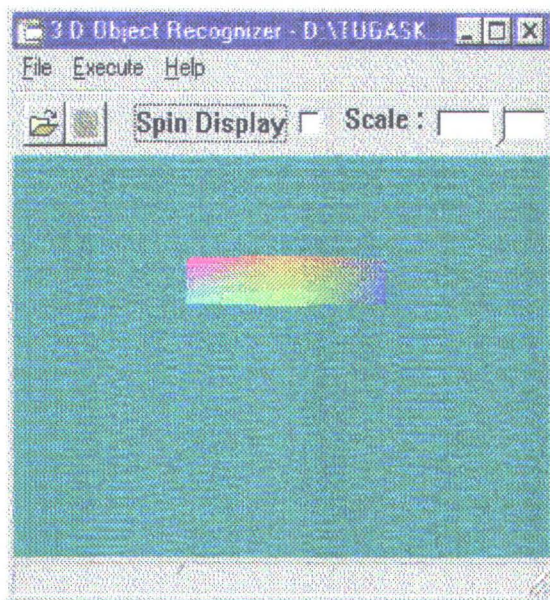 3 D Object Recognizer - D:\TUGASK...
File Execute Help
Spin Display Scale :